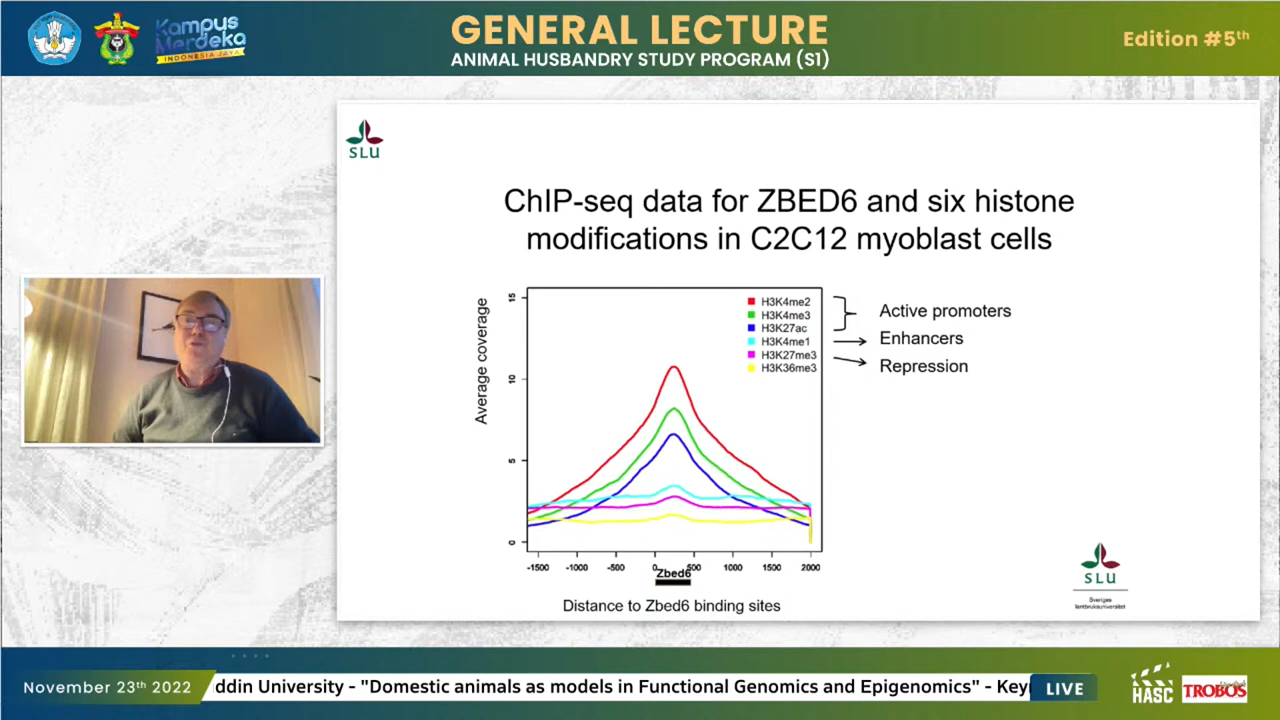 Kampus
Merdeka
INDONESIA JAYA
GENERAL LECTURE
ANIMAL HUSBANDRY STUDY PROGRAM (S1)
Edition #5th
SLU
ChIP-seq data for ZBED6 and six histone
modifications in C2C12 myoblast cells
Average coverage
15
10
5
0
H3K4me2
H3K4me3
H3K27ac
H3K4me1
H3K27me3
H3K36me3
Active promoters
Enhancers
Repression
-1500 -1000 -500 0 500 1000 1500 2000
Zbed6
Distance to Zbed6 binding sites
SLU
Sveriges
lantbruksuniversitet
November 23th 2022
ddin University - "Domestic animals as models in Functional Genomics and Epigenomics" - Key
LIVE
HASC
TROBOS